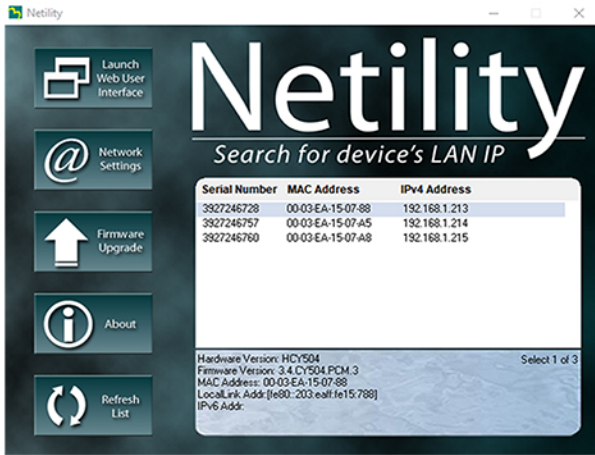 Netility
Launch
Web User
Interface
Network
Settings
Firmware
Upgrade
About
Refresh
List
Netility
Search for device's LAN IP
Serial Number MAC Address IPv4 Address
3927246728 00-03-EA-15-07-88 192.168.1.213
3927246757 00-03-EA-15-07-A5 192.168.1.214
3927246760 00-03-EA-15-07-A8 192.168.1.215
Hardware Version: HCY504 Select 1 of 3
Firmware Version: 3.4.CY504.PCM.3
MAC Address: 00-03-EA-15-07-88
LocalLink Addr:[fe80::203:eaff:fe15:788]
IPv6 Addr: